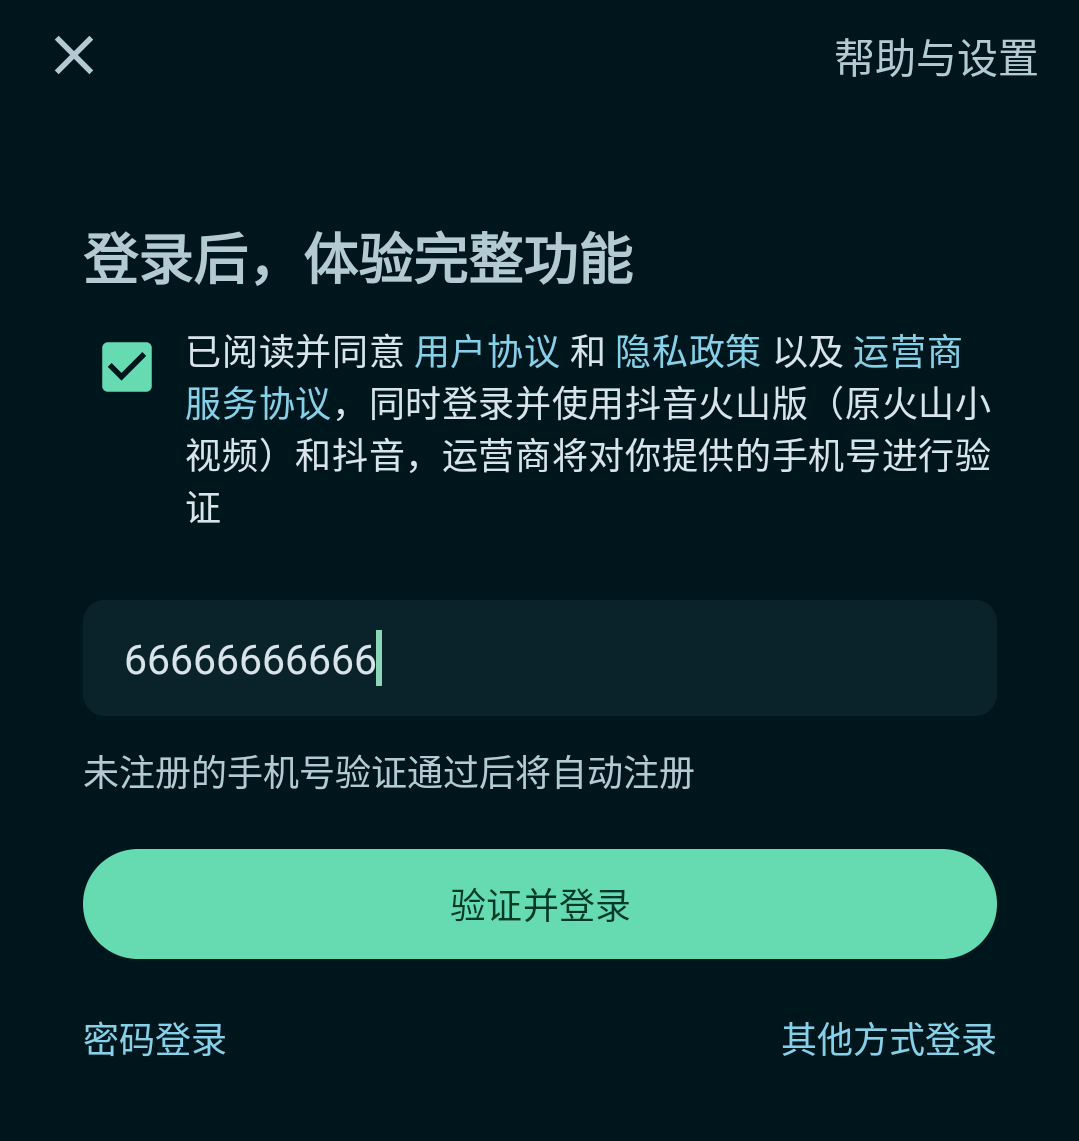 帮助与设置
登录后，体验完整功能
已阅读并同意 用户协议 和 隐私政策 以及 运营商
服务协议，同时登录并使用抖音火山版（原火山小
视频）和抖音，运营商将对你提供的手机号进行验
证
66666666666
未注册的手机号验证通过后将自动注册
验证并登录
密码登录
其他方式登录